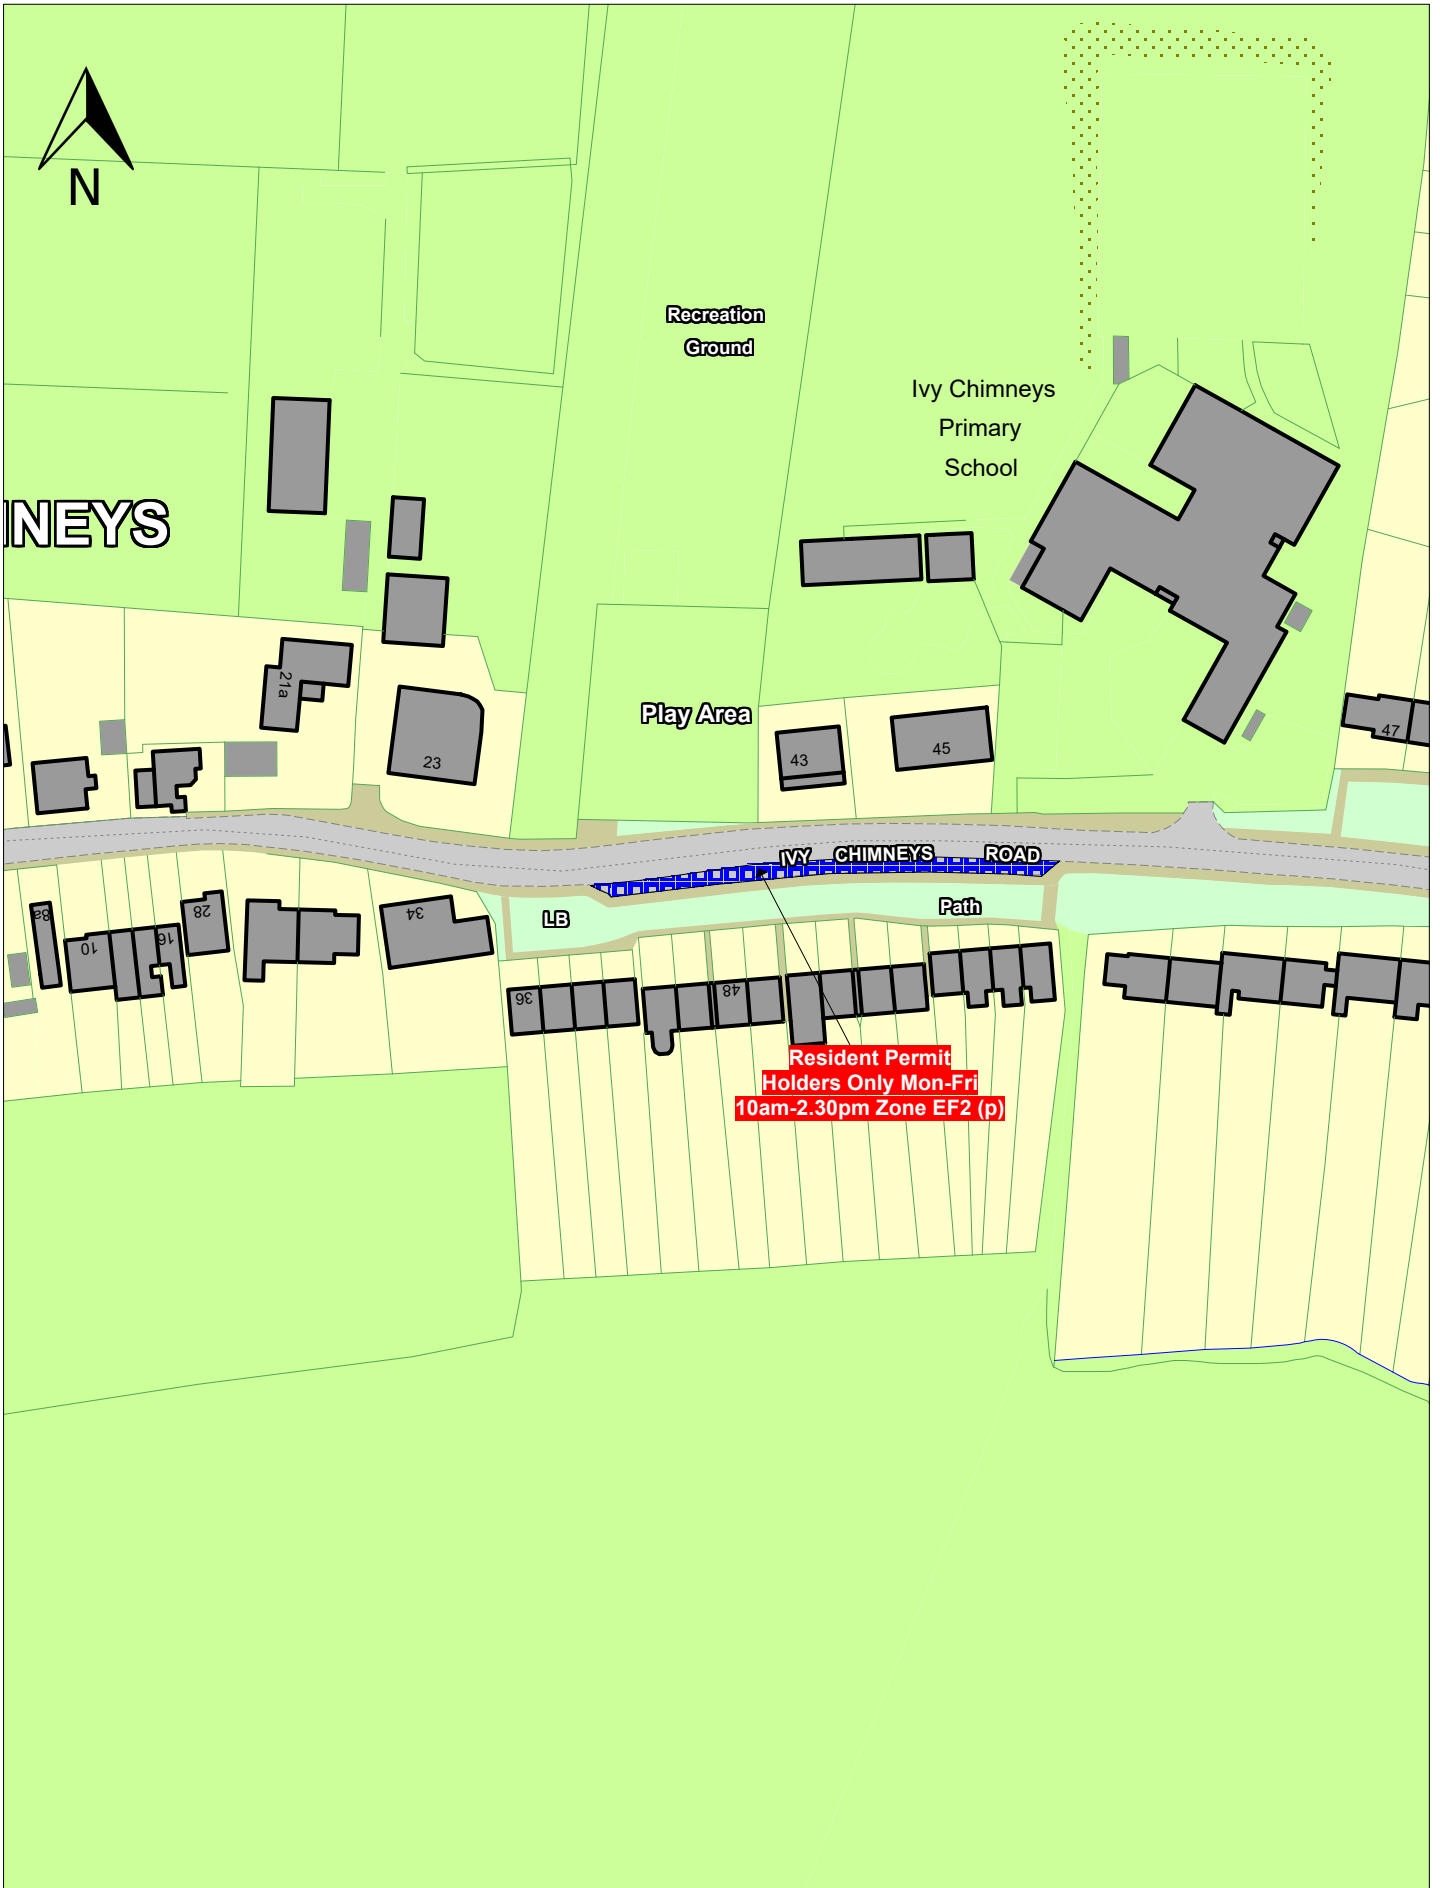 N
Recreation
Ground
Ivy Chimneys
Primary
School
NEYS
21a
23
Play Area
43
45
47
IVY CHIMNEYS ROAD
8a
10
16
28
34
LB
Path
36
48
Resident Permit
Holders Only Mon-Fri
10am-2.30pm Zone EF2 (p)